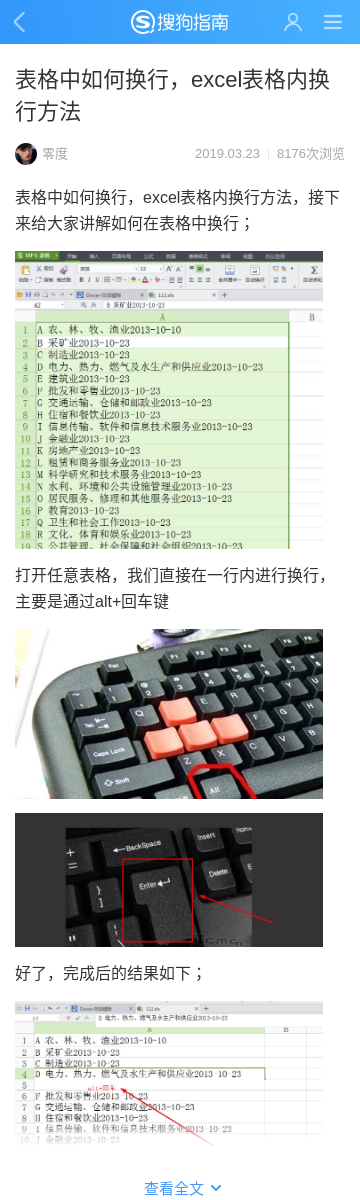 搜狗指南
表格中如何换行，excel表格内换
行方法
零度
2019.03.23
8176次浏览
表格中如何换行，excel表格内换行方法，接下
来给大家讲解如何在表格中换行；
A2
B 采矿业2013-10-23
A
B
1 A 农、林、牧、渔业2013-10-10
2 B 采矿业2013-10-23
3 C 制造业2013-10-23
4 D 电力、热力、燃气及水生产和供应业2013-10-23
5 E 建筑业2013-10-23
6 F 批发和零售业2013-10-23
7 G 交通运输、仓储和邮政业2013-10-23
8 H 住宿和餐饮业2013-10-23
9 I 信息传输、软件和信息技术服务业2013-10-23
10 J 金融业2013-10-23
11 K 房地产业2013-10-23
12 L 租赁和商务服务业2013-10-23
13 M 科学研究和技术服务业2013-10-23
14 N 水利、环境和公共设施管理业2013-10-23
15 O 居民服务、修理和其他服务业2013-10-23
16 P 教育2013-10-23
17 Q 卫生和社会工作2013-10-23
18 R 文化、体育和娱乐业2013-10-23
19 S 公共管理、社会保障和社会组织2013-10-23
打开任意表格，我们直接在一行内进行换行，
主要是通过alt+回车键
Esc
F1
F2
F3
F4
Tab
Q
E
R
T
Caps Lock
F
G
H
Shift
Z
X
C
V
B
Alt
BackSpace
Insert
Home
Enter
Delete
End
好了，完成后的结果如下；
D 电力、热力、燃气及水生产和供应业2013-10-23
A
B
1 A 农、林、牧、渔业2013-10-10
2 B 采矿业2013-10-23
3 C 制造业2013-10-23
4 D 电力、热力、燃气及水生产和供应业2013-10-23
5
alt+回车
6 F 批发和零售业2013-10-23
7 G 交通运输、仓储和邮政业2013-10-23
8 H 住宿和餐饮业2013-10-23
9 I 信息传输、软件和信息技术服务业2013-10-23
10 J 金融业2013-10-23
查看全文